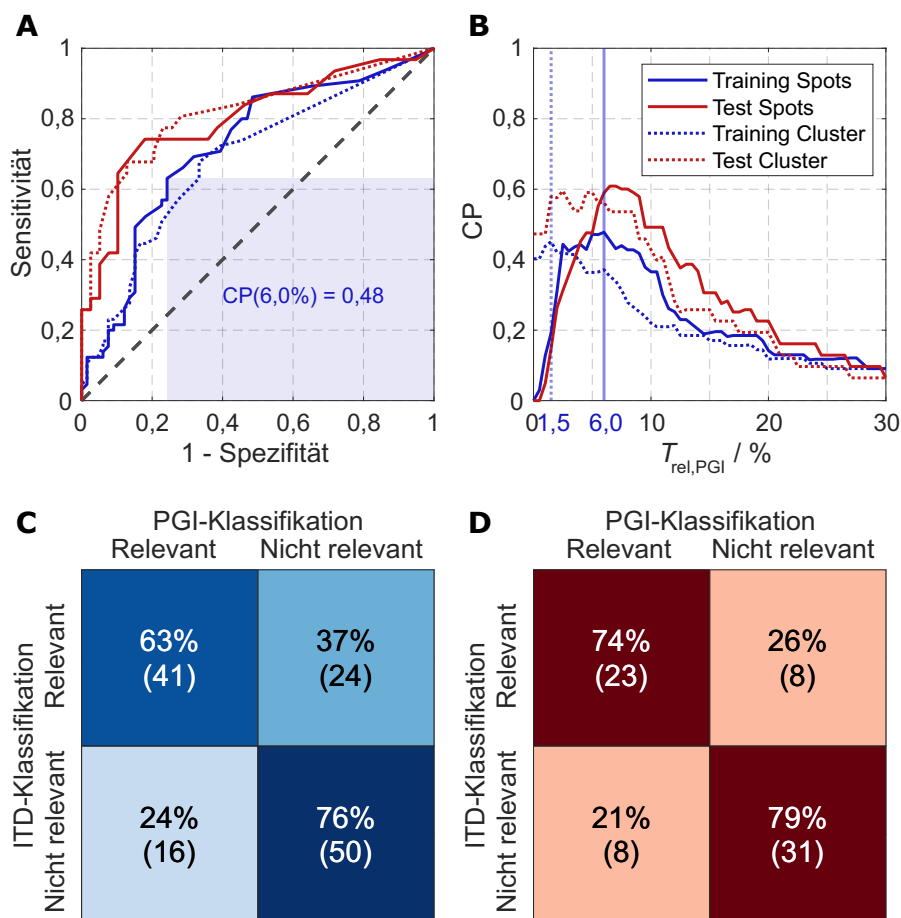 A
Sensitivität
1
0,8
0,6
0,4
0,2
0
0
0,2
0,4
0,6
0,8
1
1 - Spezifität
CP(6,0%) = 0,48
B
CP
1
0,8
0,6
0,4
0,2
0
Training Spots
Test Spots
Training Cluster
Test Cluster
0
1,5
6,0
10
20
30
Trel,PGI / %
C
PGI-Klassifikation
Relevant
Nicht relevant
ITD-Klassifikation
Relevant
Nicht relevant
63%
(41)
37%
(24)
24%
(16)
76%
(50)
D
PGI-Klassifikation
Relevant
Nicht relevant
ITD-Klassifikation
Relevant
Nicht relevant
74%
(23)
26%
(8)
21%
(8)
79%
(31)